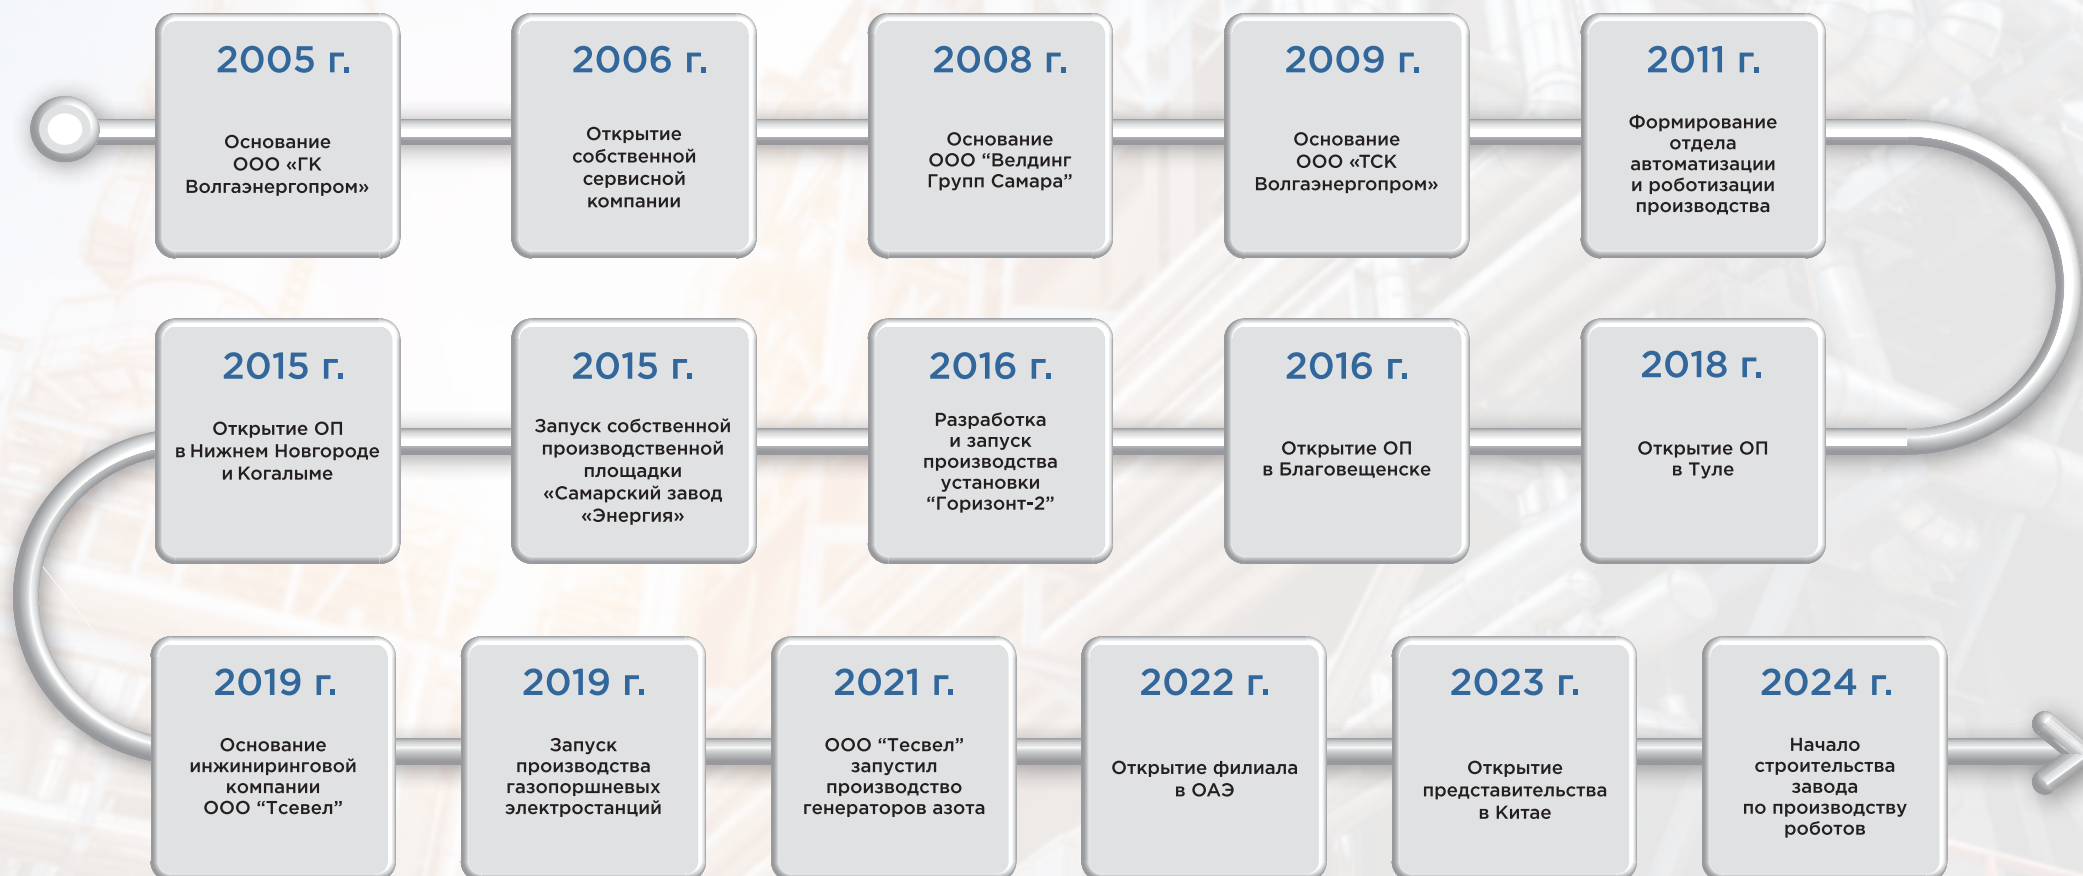 2005 г.
Основание
ООО «ГК
Волгаэнергопром»
2006 г.
Открытие
собственной
сервисной
компании
2008 г.
Основание
ООО “Велдинг
Групп Самара”
2009 г.
Основание
ООО «ТСК
Волгаэнергопром»
2011 г.
Формирование
отдела
автоматизации
и роботизации
производства
2015 г.
Открытие ОП
в Нижнем Новгороде
и Когалыме
2015 г.
Запуск собственной
производственной
площадки
«Самарский завод
«Энергия»
2016 г.
Разработка
и запуск
производства
установки
“Горизонт-2”
2016 г.
Открытие ОП
в Благовещенске
2018 г.
Открытие ОП
в Туле
2019 г.
Основание
инжиниринговой
компании
ООО “Тсевел”
2019 г.
Запуск
производства
газопоршневых
электростанций
2021 г.
ООО “Тесвел”
запустил
производство
генераторов азота
2022 г.
Открытие филиала
в ОАЭ
2023 г.
Открытие
представительства
в Китае
2024 г.
Начало
строительства
завода
по производству
роботов